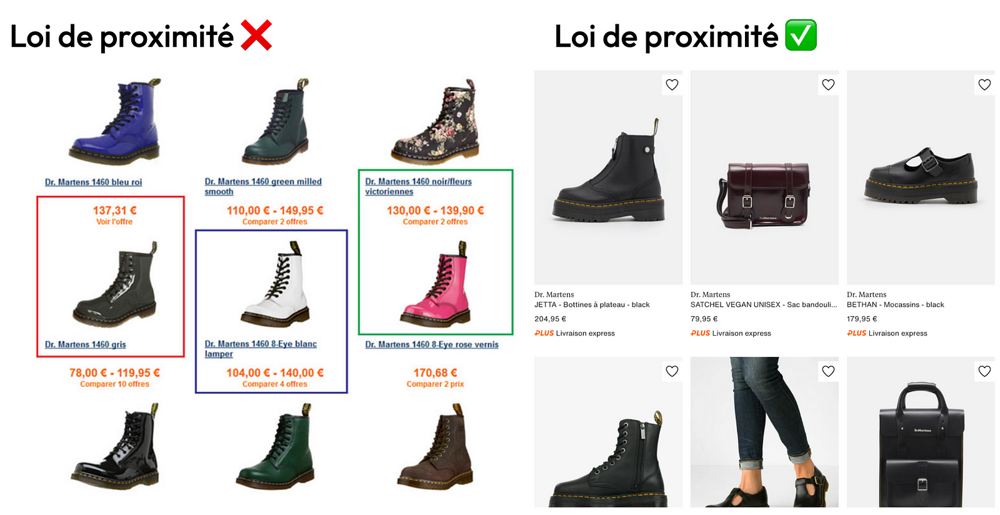 Loi de proximité ❌
Dr. Martens 1460 bleu roi
137,31 €
Voir l'offre
Dr. Martens 1460 green milled
smooth
110,00 € - 149,95 €
Comparer 2 offres
Dr. Martens 1460 noir/fleurs
victoriennes
130,00 € - 139,90 €
Comparer 2 offres
Dr. Martens 1460 gris
78,00 € - 119,95 €
Comparer 10 offres
Dr. Martens 1460 8-Eye blanc
lamper
104,00 € - 140,00 €
Comparer 4 offres
Dr. Martens 1460 8-Eye rose vernis
170,68 €
Comparer 2 prix
Loi de proximité ✅
Dr. Martens
JETTA - Bottines à plateau - black
204,95 €
PLUS Livraison express
Dr. Martens
SATCHEL VEGAN UNISEX - Sac bandouli...
79,95 €
PLUS Livraison express
Dr. Martens
BETHAN - Mocassins - black
179,95 €
PLUS Livraison express
Dr.Martens